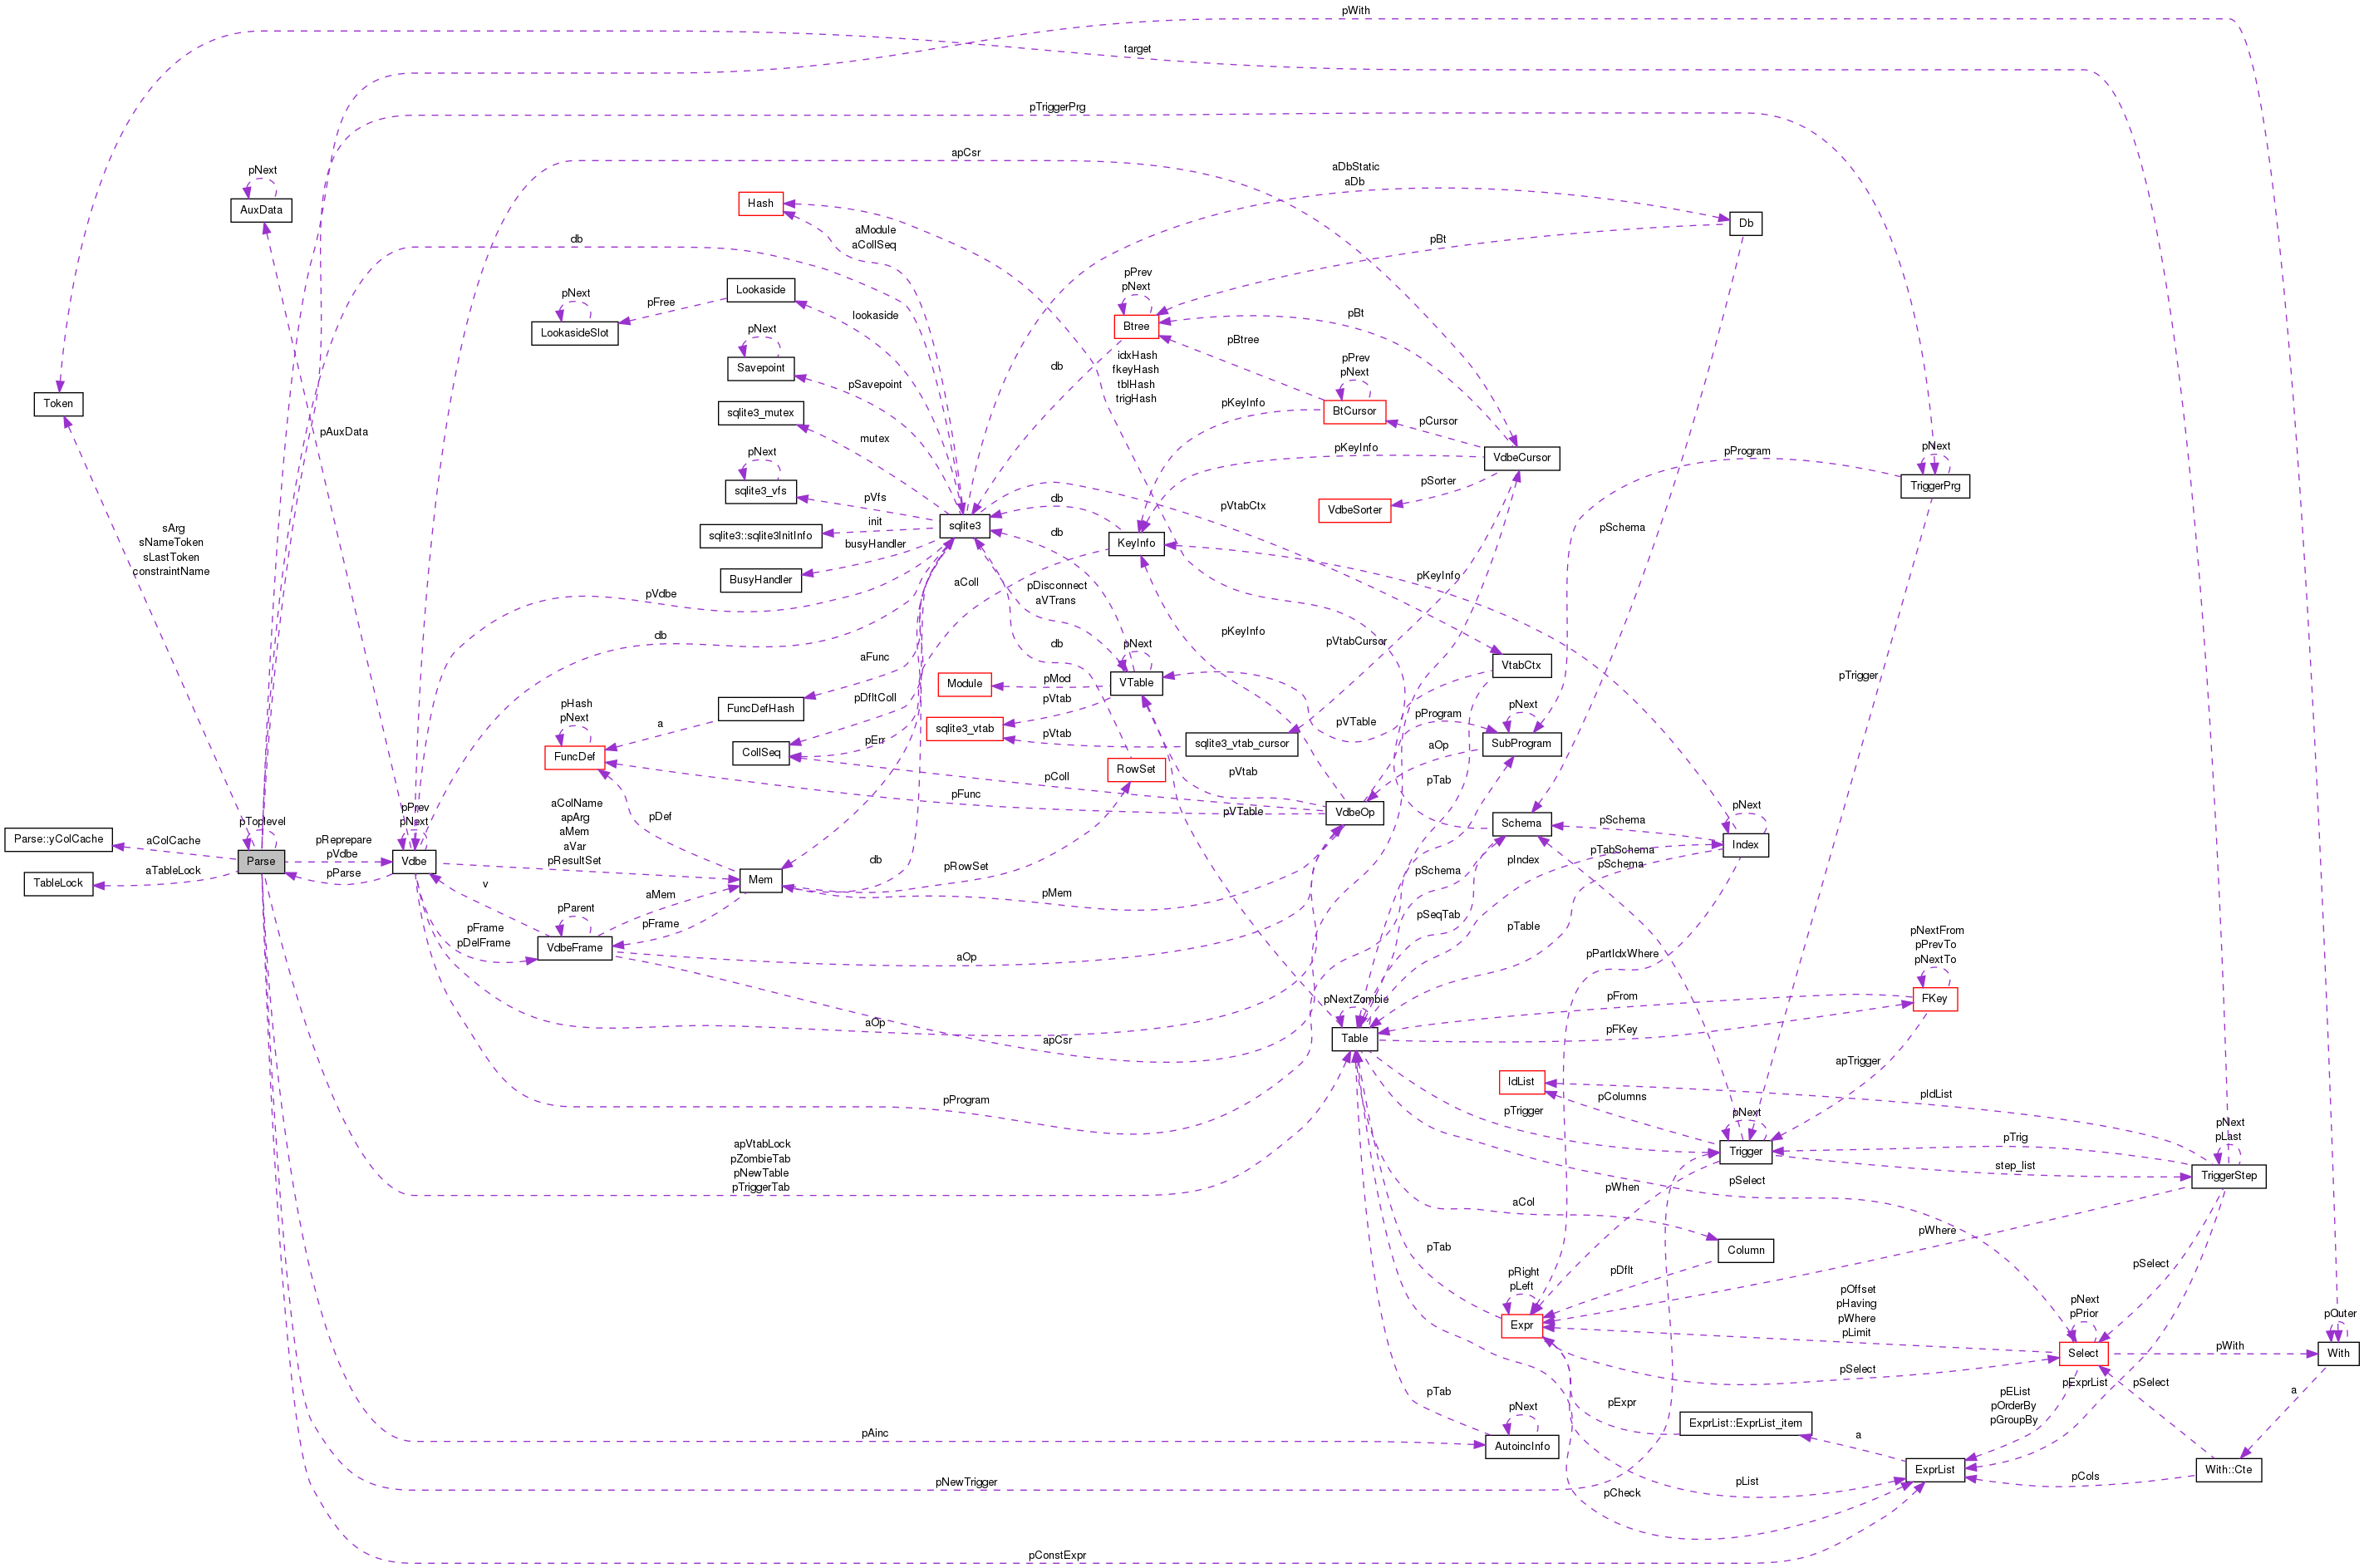 pWith
target
pTriggerPrg
apCsr
aDbStatic
aDb
pNext
AuxData
Hash
Db
aModule
aCollSeq
db
pBt
pPrev
pNext
Lookaside
pNext
pFree
LookasideSlot
lookaside
Btree
pBt
pNext
pBtree
idxHash
fkeyHash
tblHash
trigHash
db
Savepoint
pSavepoint
pPrev
pNext
Token
sqlite3_mutex
pKeyInfo
BtCursor
pCursor
pAuxData
mutex
pKeyInfo
VdbeCursor
pNext
pProgram
pNext
sqlite3_vfs
pVfs
pSorter
TriggerPrg
VdbeSorter
pVtabCtx
db
sqlite3
init
sqlite3::sqlite3InitInfo
sArg
sNameToken
sLastToken
constraintName
pSchema
db
KeyInfo
busyHandler
BusyHandler
aColl
pDisconnect
aVTrans
pKeyInfo
pVdbe
db
db
pKeyInfo
pVtabCursor
pNext
aFunc
VtabCtx
pTrigger
pMod
Module
VTable
pDfltColl
pVtab
FuncDefHash
pHash
pNext
a
sqlite3_vtab
pVtab
sqlite3_vtab_cursor
pVTable
pProgram
pNext
SubProgram
pErr
CollSeq
FuncDef
aOp
RowSet
pColl
pVtab
pTab
pFunc
pVTable
VdbeOp
aColName
apArg
aMem
aVar
pResultSet
pDef
pPrev
pNext
pToplevel
Schema
pSchema
pNext
Parse::yColCache
aColCache
pReprepare
pVdbe
Index
pTabSchema
pSchema
pIndex
Parse
Vdbe
db
pRowSet
pSchema
aTableLock
pParse
TableLock
v
aMem
Mem
pMem
pParent
pFrame
pFrame
pDelFrame
VdbeFrame
pSeqTab
pTable
pNextFrom
pPrevTo
pNextTo
aOp
pPartIdxWhere
pNextZombie
pFrom
FKey
aOp
apCsr
Table
pFKey
apTrigger
IdList
pIdList
pColumns
pProgram
pTrigger
pNext
pNext
pLast
apVtabLock
pZombieTab
pNewTable
pTriggerTab
pTrig
Trigger
step_list
TriggerStep
pSelect
pWhen
aCol
pWhere
Column
pTab
pDflt
pSelect
pRight
pLeft
pOffset
pHaving
pWhere
pLimit
pNext
pPrior
pOuter
Expr
Select
pWith
With
pSelect
pExprList
pSelect
pTab
pEList
pOrderBy
pGroupBy
a
pNext
pExpr
ExprList::ExprList_item
pAinc
AutoincInfo
a
ExprList
pCols
With::Cte
pNewTrigger
pList
pCheck
pConstExpr